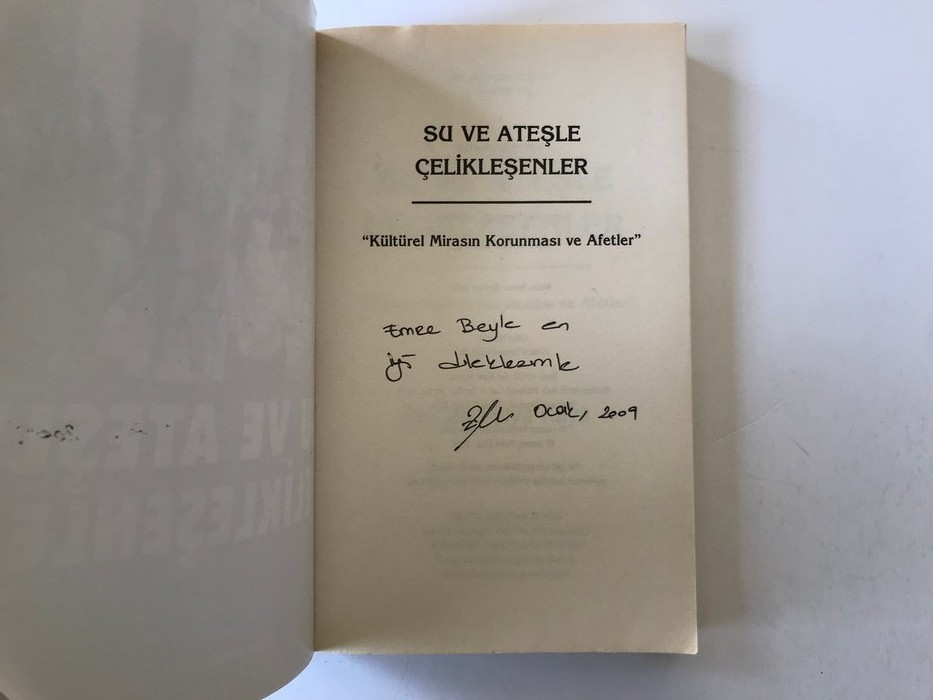 SU VE ATEŞLE
ÇELİKLEŞENLER
“Kültürel Mirasın Korunması ve Afetler”
Emre Beyle en
iyi dileklerimle
Ocak, 2009